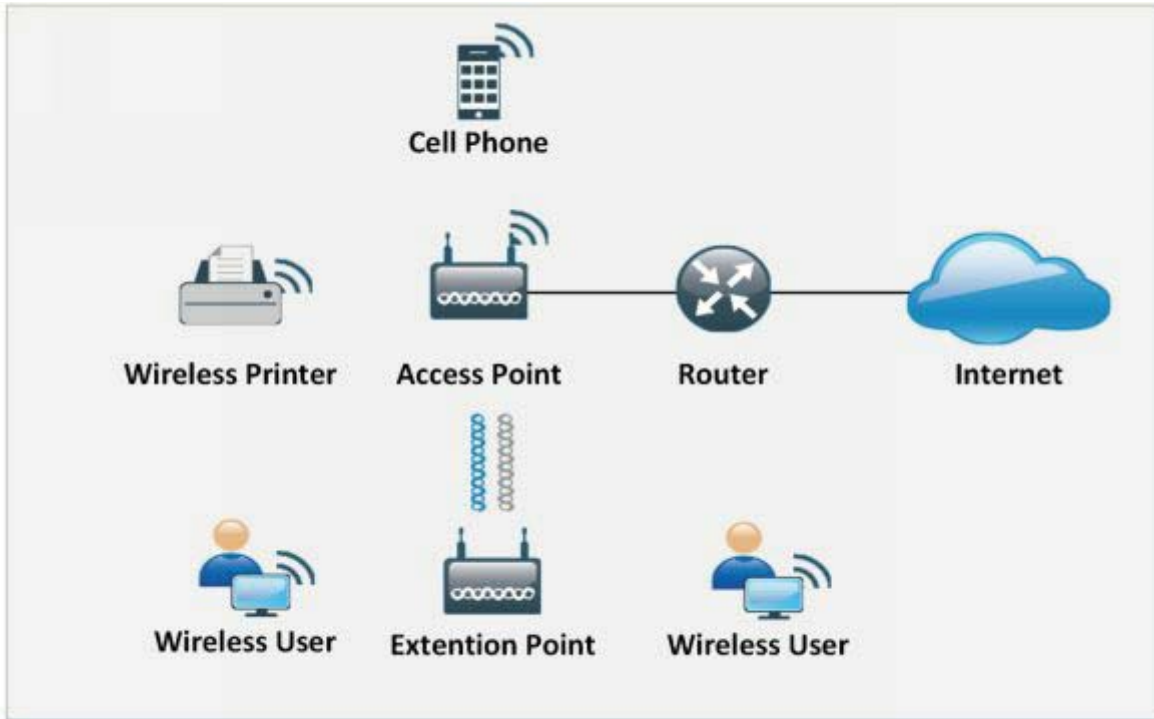 Cell Phone
Wireless Printer
Access Point
Router
Internet
Wireless User
Extention Point
Wireless User